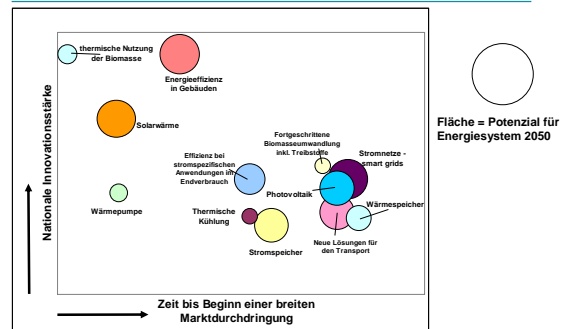 thermische Nutzung
der Biomasse
Energieeffizienz
in Gebäuden
Solarwärme
Fortgeschrittene
Biomasseumwandlung
inkl. Treibstoffe
Stromnetze -
smart grids
Effizienz bei
stromspezifischen
Anwendungen im
Endverbrauch
Photovoltaik
Wärmepumpe
Thermische
Kühlung
Wärmespeicher
Stromspeicher
Neue Lösungen für
den Transport
Nationale Innovationsstärke
Zeit bis Beginn einer breiten
Marktdurchdringung
Fläche = Potenzial für
Energiesystem 2050